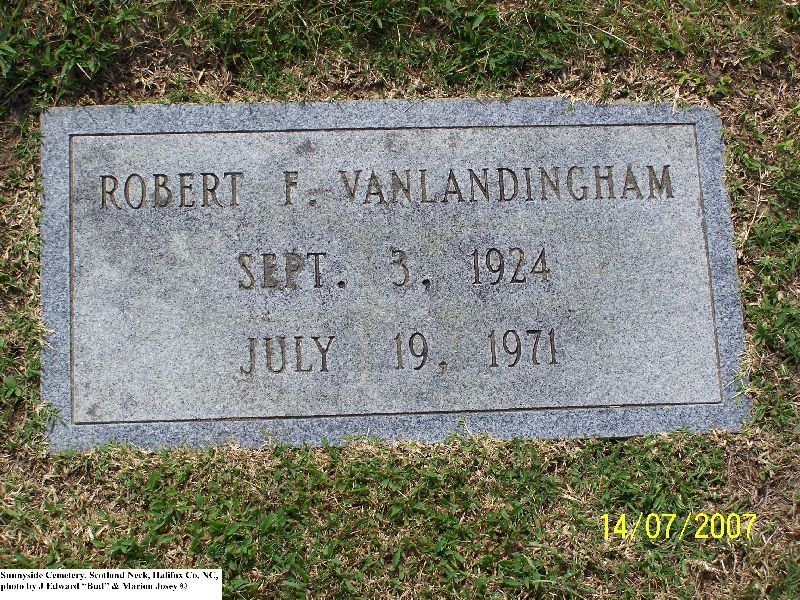 ROBERT F. VANLANDINGHAM
SEPT. 3, 1924
JULY 19, 1971
14/07/2007
Sunnyside Cemetery, Scotland Neck, Halifax Co, NC,
photo by J Edward "Bud" & Marion Josey ©